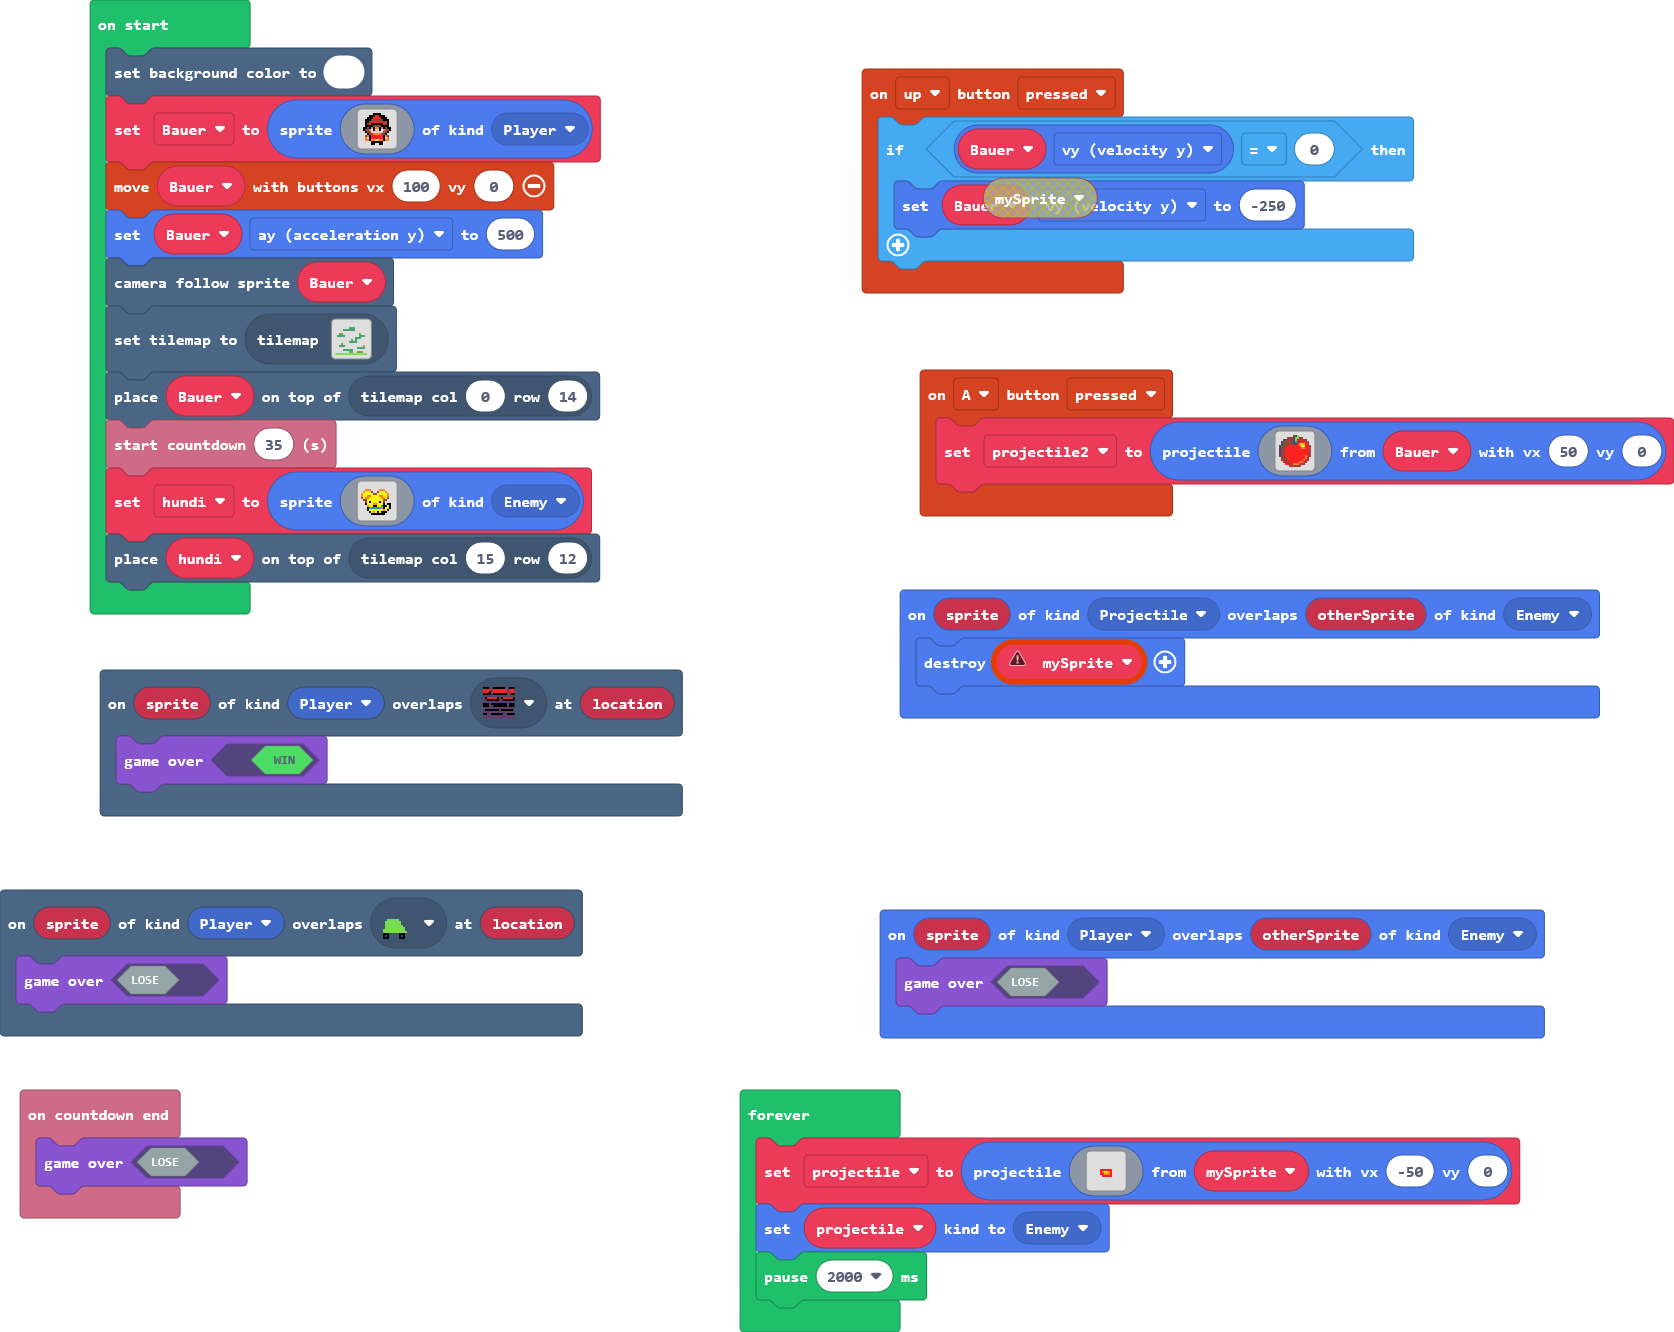 on start
set background color to
set Bauer to sprite of kind Player
move Bauer with buttons vx 100 vy 0
set Bauer ay (acceleration y) to 500
camera follow sprite Bauer
set tilemap to tilemap
place Bauer on top of tilemap col 0 row 14
start countdown 35 (s)
set hundi to sprite of kind Enemy
place hundi on top of tilemap col 15 row 12
on sprite of kind Player overlaps at location
game over WIN
on sprite of kind Player overlaps at location
game over LOSE
on countdown end
game over LOSE
on up button pressed
if Bauer vy (velocity y) = 0 then
set Baue mySprite vy (velocity y) to -250
on A button pressed
set projectile2 to projectile from Bauer with vx 50 vy 0
on sprite of kind Projectile overlaps otherSprite of kind Enemy
destroy mySprite
on sprite of kind Player overlaps otherSprite of kind Enemy
game over LOSE
forever
set projectile to projectile from mySprite with vx -50 vy 0
set projectile kind to Enemy
pause 2000 ms